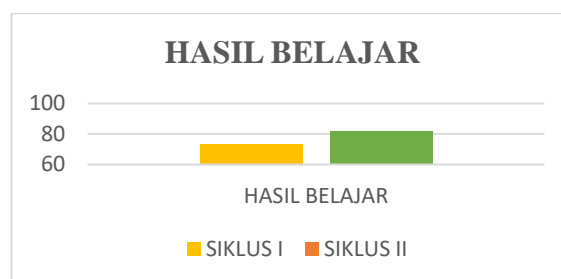 HASIL BELAJAR
100
80
60
HASIL BELAJAR
SIKLUS I SIKLUS II